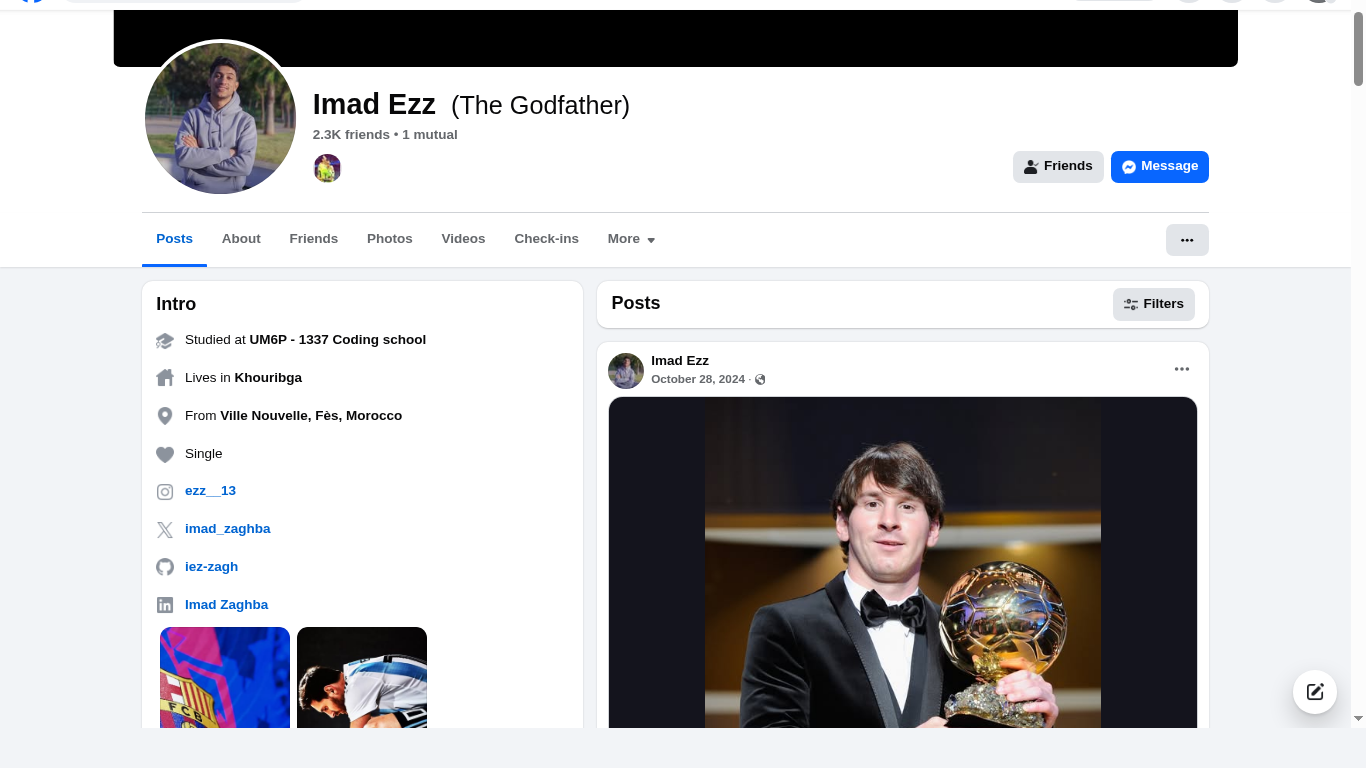 Imad Ezz (The Godfather)
2.3K friends • 1 mutual
Friends
Message
Posts
About
Friends
Photos
Videos
Check-ins
More
Intro
Studied at UM6P - 1337 Coding school
Lives in Khouribga
From Ville Nouvelle, Fès, Morocco
Single
ezz__13
imad_zaghba
iez-zagh
Imad Zaghba
FCB
Posts
Filters
Imad Ezz
October 28, 2024 ·